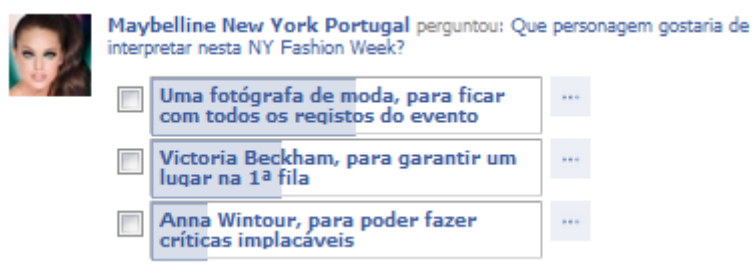 Maybelline New York Portugal perguntou: Que personagem gostaria de
interpretar nesta NY Fashion Week?
Uma fotógrafa de moda, para ficar
com todos os registos do evento
...
Victoria Beckham, para garantir um
lugar na 1ª fila
...
Anna Wintour, para poder fazer
críticas implacáveis
...